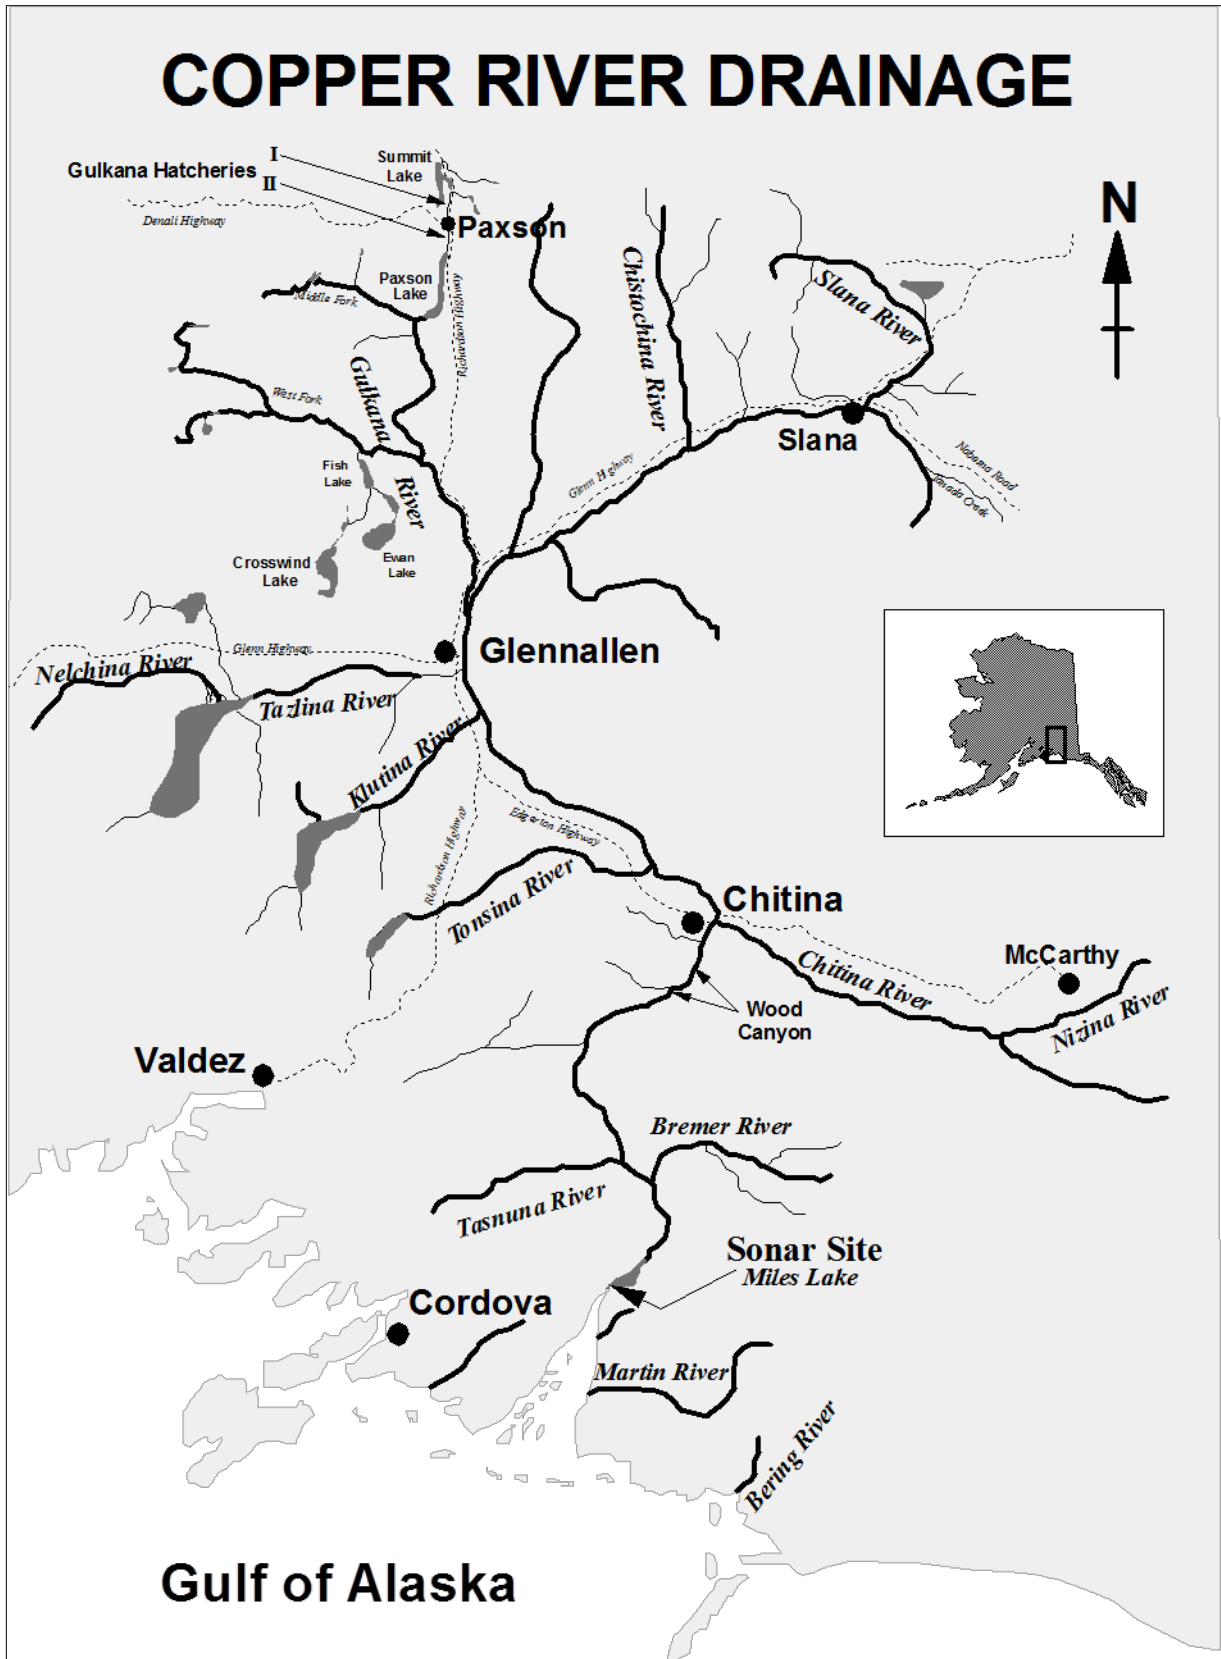 COPPER RIVER DRAINAGE
I
Summit
Lake
Gulkana Hatcheries
II
N
Denali Highway
Paxson
Paxson
Lake
Middle Fork
Richardson Highway
Chistochina River
Slana River
Gulkana
River
West Fork
Slana
Nabama Road
Tanada Creek
Glenn Highway
Fish
Lake
Ewan
Lake
Crosswind
Lake
Glenn Highway
Glennallen
Nelchina River
Tazlina River
Klutina River
Richardson Highway
Edgerton Highway
Tonsina River
Chitina
McCarthy
Chitina River
Nizina River
Wood
Canyon
Valdez
Bremer River
Tasnuna River
Sonar Site
Miles Lake
Cordova
Martin River
Bering River
Gulf of Alaska